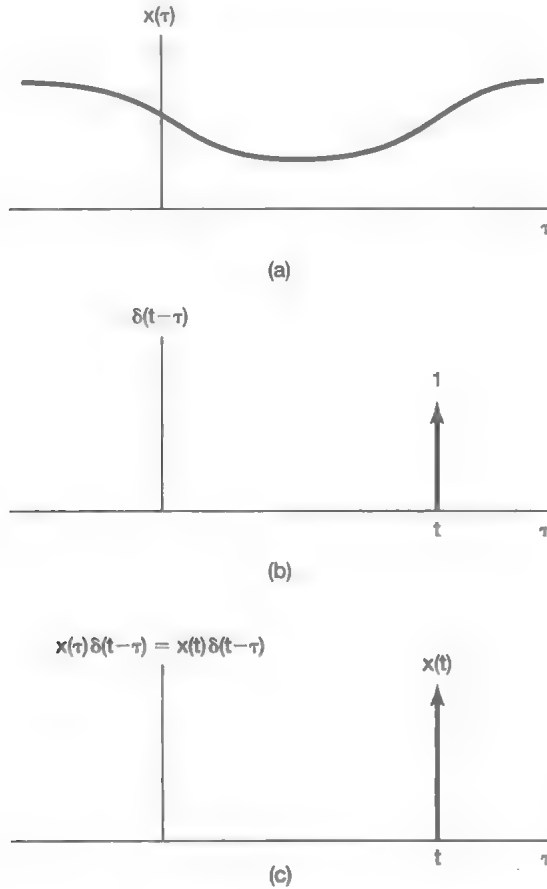 x(τ)
τ
(a)
δ(t−τ)
1
t
τ
(b)
x(τ)δ(t−τ) = x(t)δ(t−τ)
x(t)
t
τ
(c)